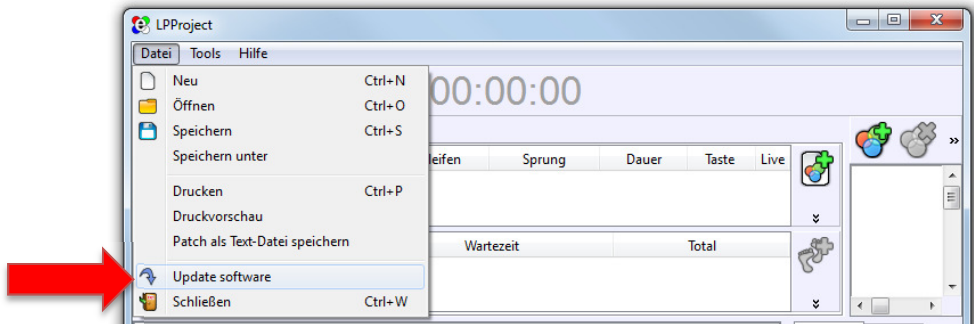 LPProject
Datei Tools Hilfe
Neu Ctrl+N
Öffnen Ctrl+O
Speichern Ctrl+S
Speichern unter
Drucken Ctrl+P
Druckvorschau
Patch als Text-Datei speichern
Update software
Schließen Ctrl+W
00:00:00
Sprung Dauer Taste Live
Wartezeit Total